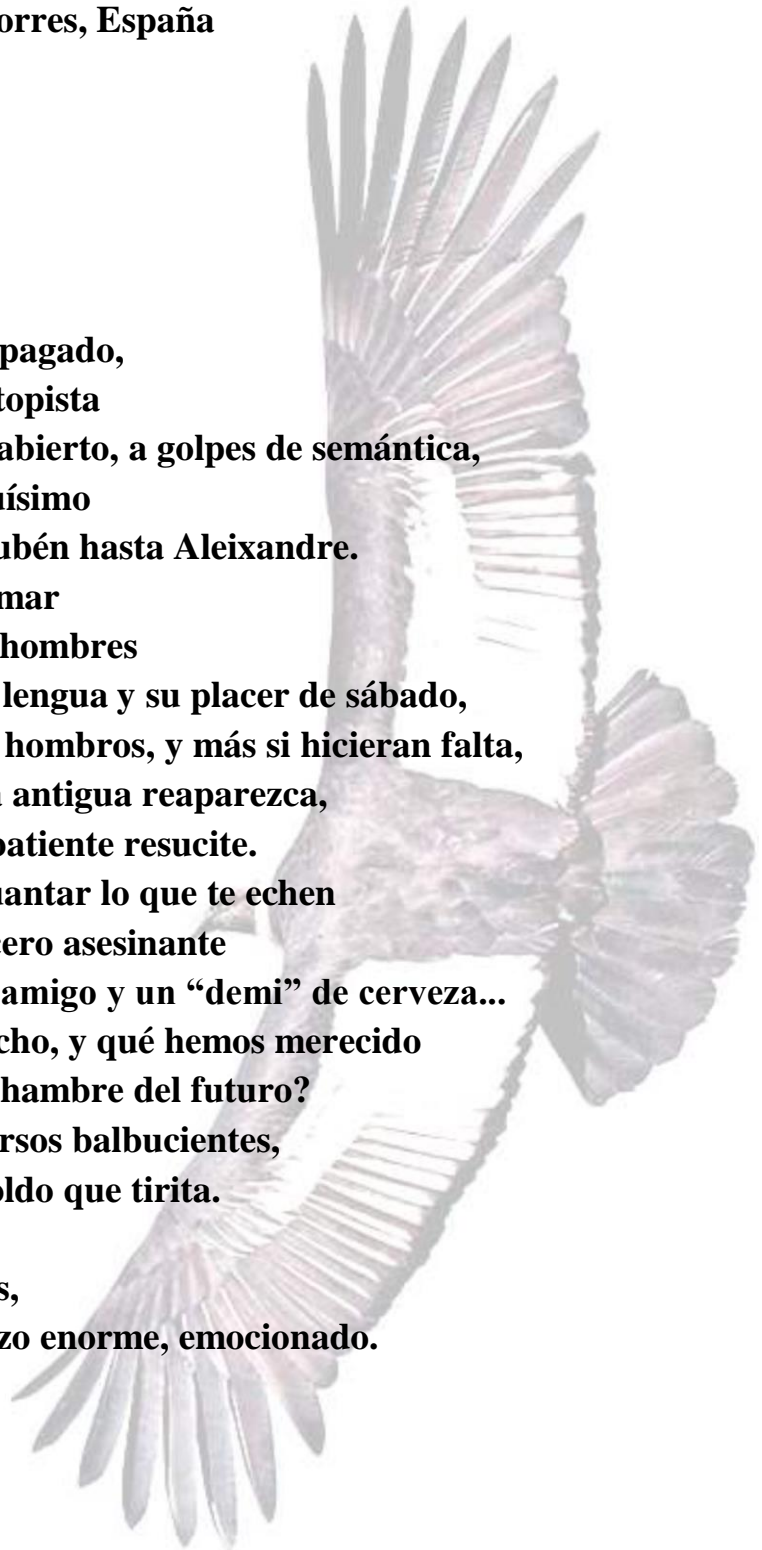 orres, España
pagado,
topista
abierto, a golpes de semántica,
uísimo
ubén hasta Aleixandre.
mar
hombres
lengua y su placer de sábado,
hombros, y más si hicieran falta,
a antigua reaparezca,
patiente resucite.
uantar lo que te echen
cero asesinante
amigo y un “demi” de cerveza...
cho, y qué hemos merecido
hambre del futuro?
rsos balbucientes,
oldo que tirita.
s,
zo enorme, emocionado.